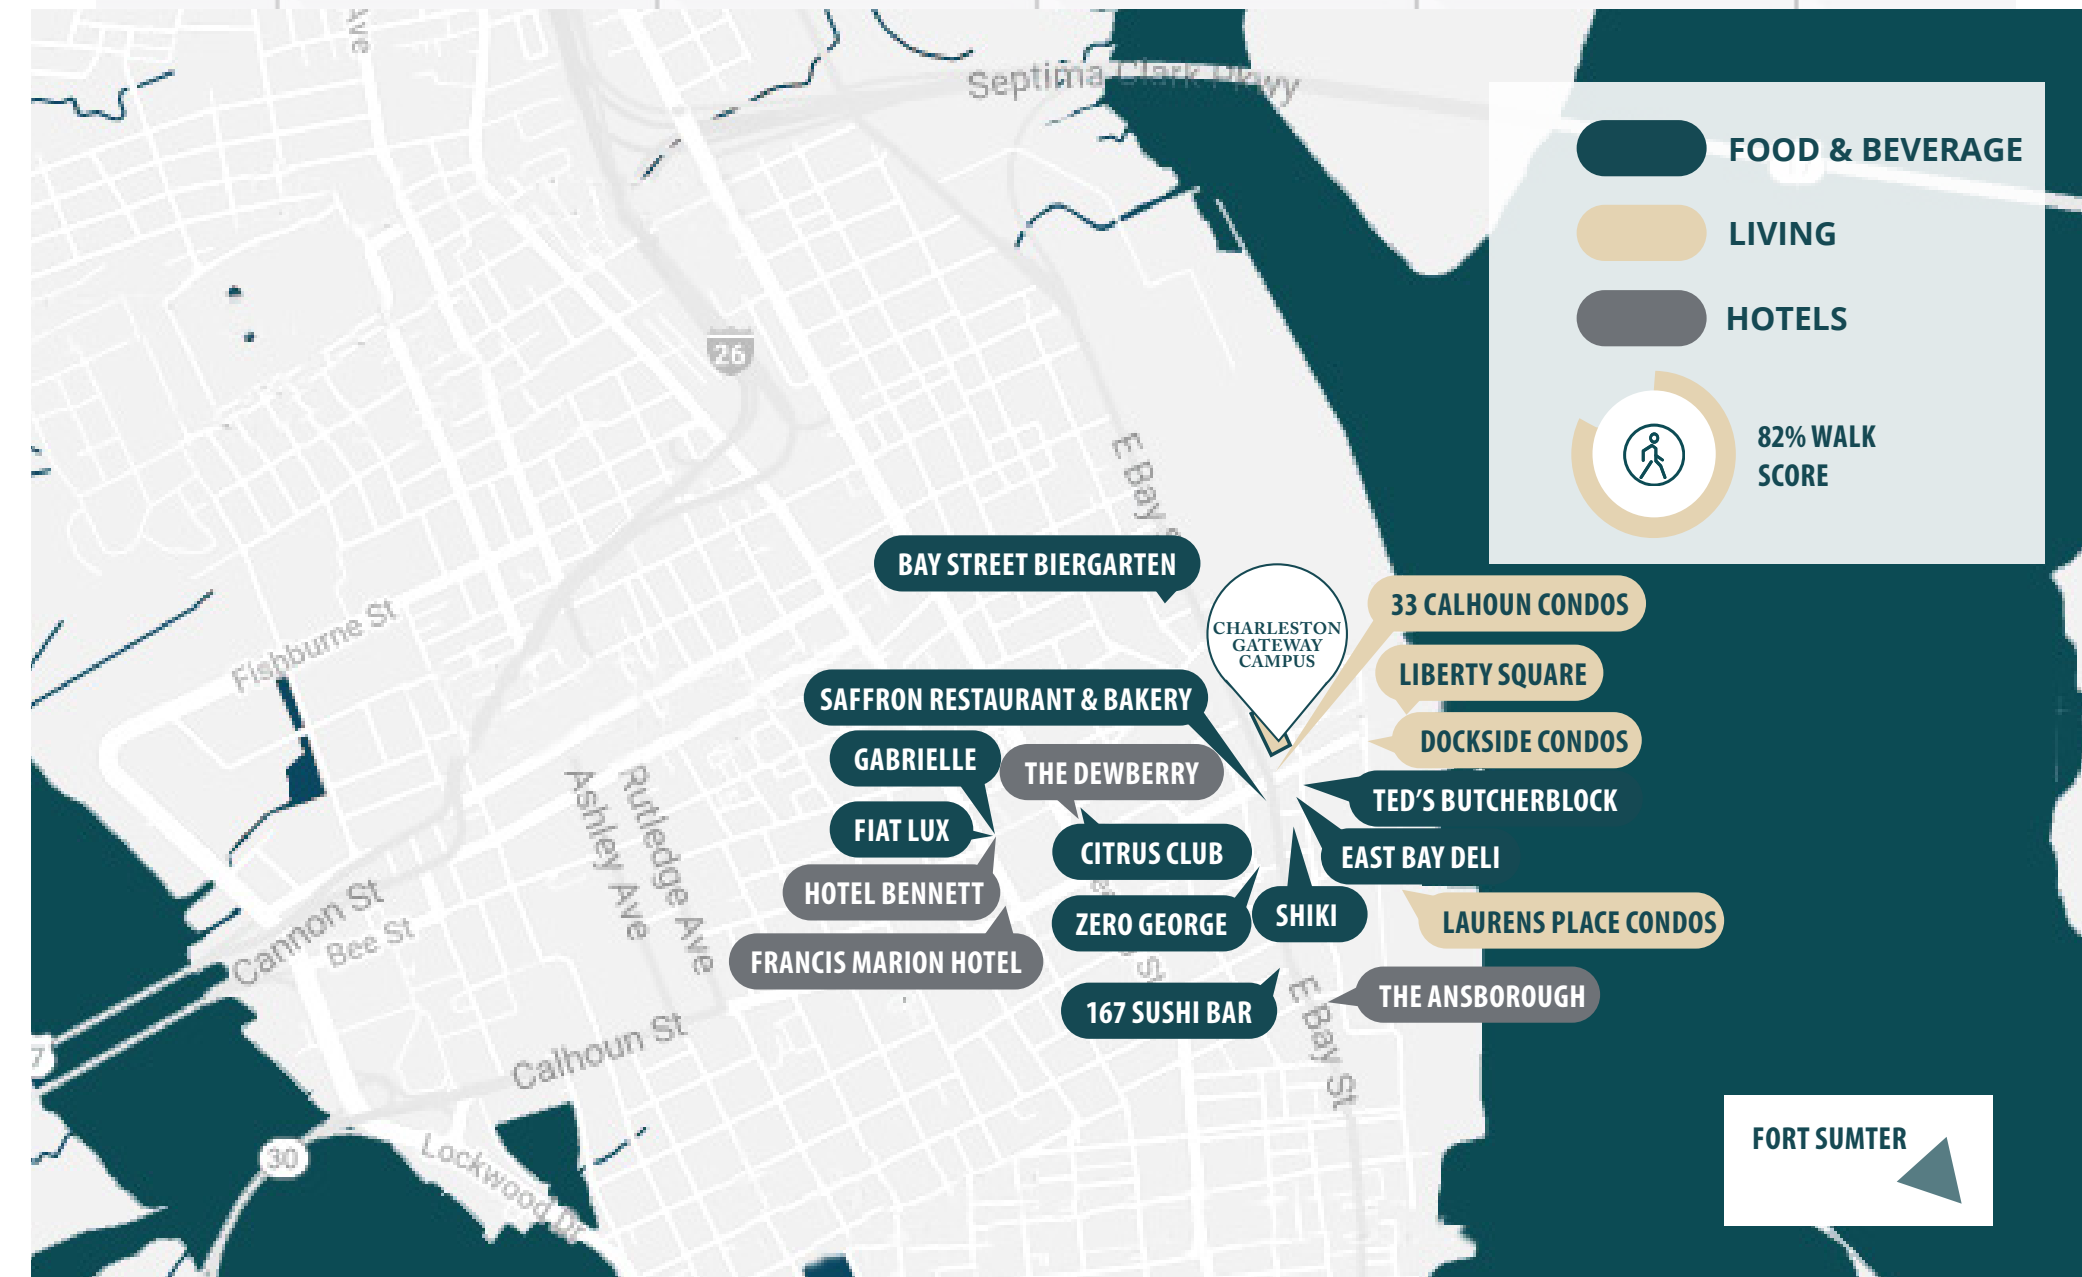 Ave
Septima Clark Pkwy
FOOD & BEVERAGE
LIVING
HOTELS
82% WALK
SCORE
26
E Bay
BAY STREET BIERGARTEN
CHARLESTON
GATEWAY
CAMPUS
33 CALHOUN CONDOS
LIBERTY SQUARE
DOCKSIDE CONDOS
SAFFRON RESTAURANT & BAKERY
GABRIELLE
THE DEWBERRY
TED'S BUTCHERBLOCK
FIAT LUX
CITRUS CLUB
EAST BAY DELI
HOTEL BENNETT
ZERO GEORGE
SHIKI
LAURENS PLACE CONDOS
FRANCIS MARION HOTEL
167 SUSHI BAR
THE ANSBOROUGH
Fishburne St
Rutledge Ave
Ashley Ave
Cannon St
Bee St
St
E Bay St
Calhoun St
7
30
Lockwood Dr
FORT SUMTER